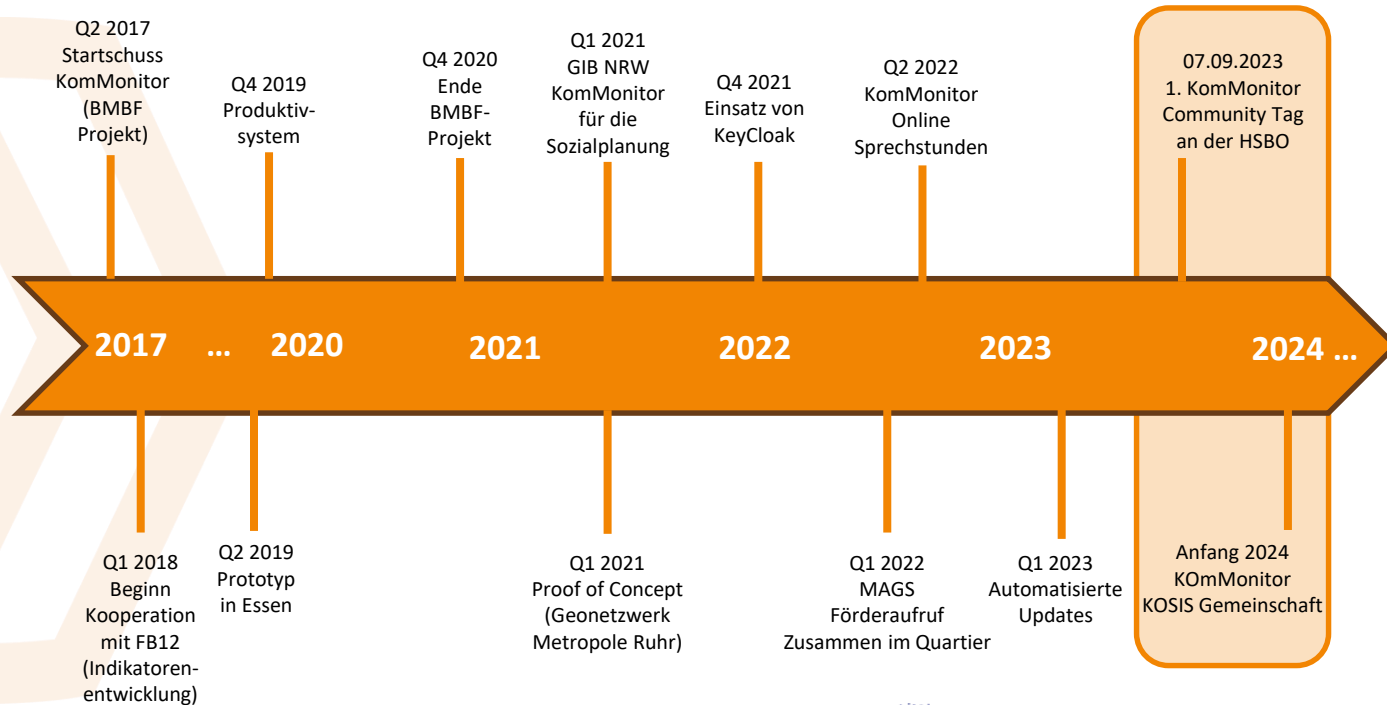 Q2 2017
Startschuss
KomMonitor
(BMBF
Projekt)
Q4 2019
Produktiv-
system
Q4 2020
Ende
BMBF-
Projekt
Q1 2021
GIB NRW
KomMonitor
für die
Sozialplanung
Q4 2021
Einsatz von
KeyCloak
Q2 2022
KomMonitor
Online
Sprechstunden
07.09.2023
1. KomMonitor
Community Tag
an der HSBO
2017 ... 2020 2021 2022 2023 2024 ...
Q1 2018
Beginn
Kooperation
mit FB12
(Indikatoren-
entwicklung)
Q2 2019
Prototyp
in Essen
Q1 2021
Proof of Concept
(Geonetzwerk
Metropole Ruhr)
Q1 2022
MAGS
Förderaufruf
Zusammen im Quartier
Q1 2023
Automatisierte
Updates
Anfang 2024
KOmMonitor
KOSIS Gemeinschaft